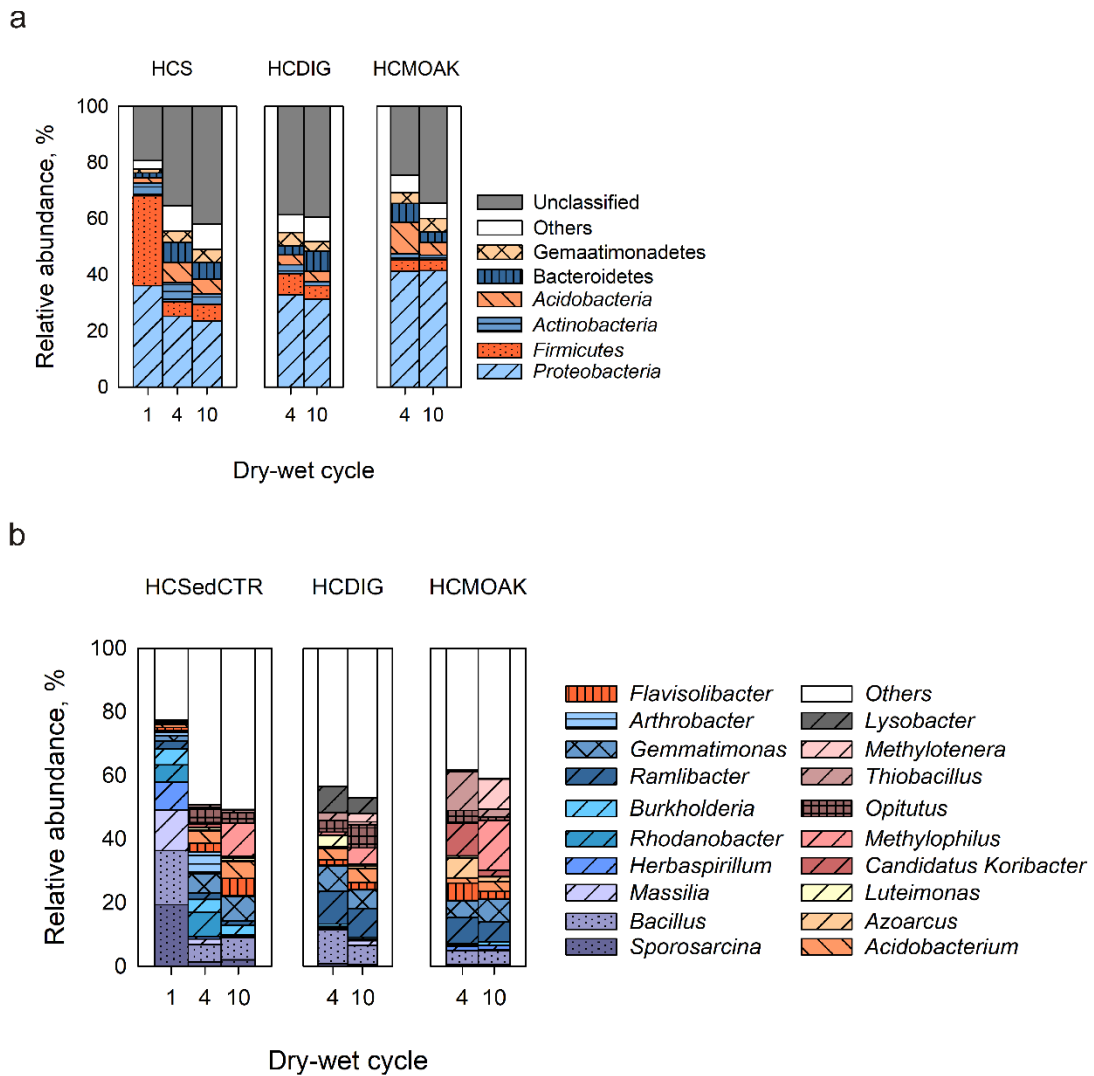 a
HCS HCDIG HCMOAK
Relative abundance, %
100
80
60
40
20
0
1 4 10 4 10 4 10
Dry-wet cycle
Unclassified
Others
Gemaatimonadetes
Bacteroidetes
Acidobacteria
Actinobacteria
Firmicutes
Proteobacteria
b
HCSedCTR HCDIG HCMOAK
Relative abundance, %
100
80
60
40
20
0
1 4 10 4 10 4 10
Dry-wet cycle
Flavisolibacter Others
Arthrobacter Lysobacter
Gemmatimonas Methylotenera
Ramlibacter Thiobacillus
Burkholderia Opitutus
Rhodanobacter Methylophilus
Herbaspirillum Candidatus Koribacter
Massilia Luteimonas
Bacillus Azoarcus
Sporosarcina Acidobacterium